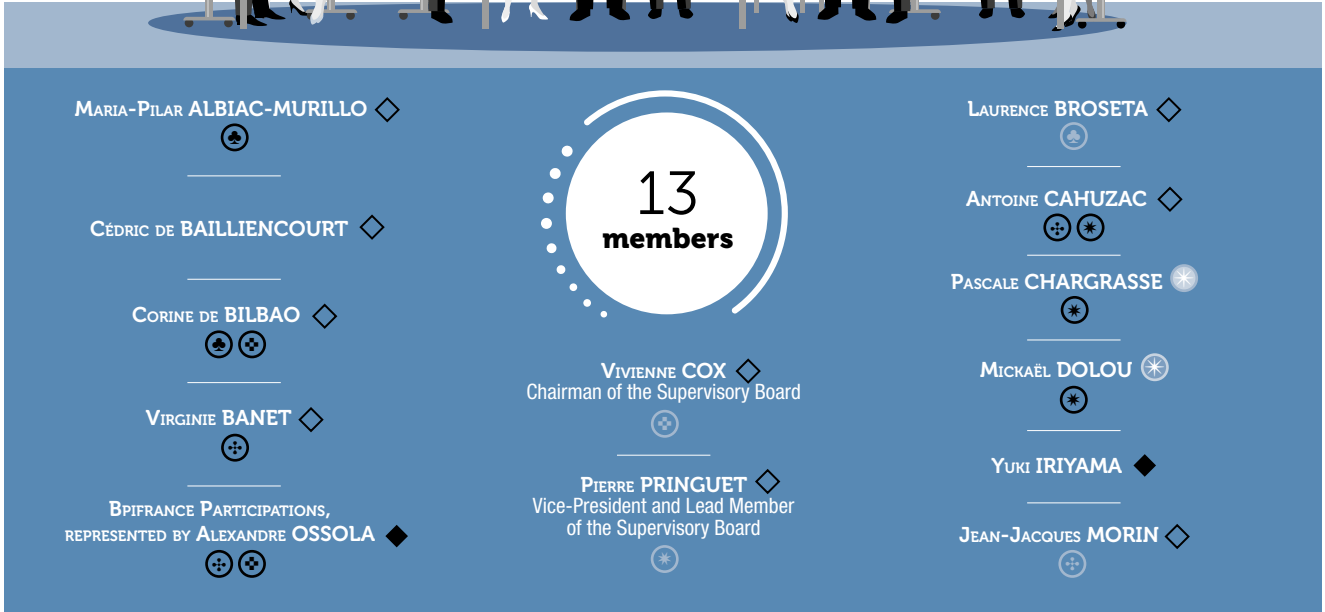 Maria-Pilar ALBIAC-MURILLO
Cédric de BAILLIENCOURT
Corine de BILBAO
Virginie BANET
Bpifrance Participations,
represented by Alexandre OSSOLA
13
members
Vivienne COX
Chairman of the Supervisory Board
Pierre PRINGUET
Vice-President and Lead Member
of the Supervisory Board
Laurence BROSETA
Antoine CAHUZAC
Pascale CHARGRASSE
Mickaël DOLOU
Yuki IRIYAMA
Jean-Jacques MORIN